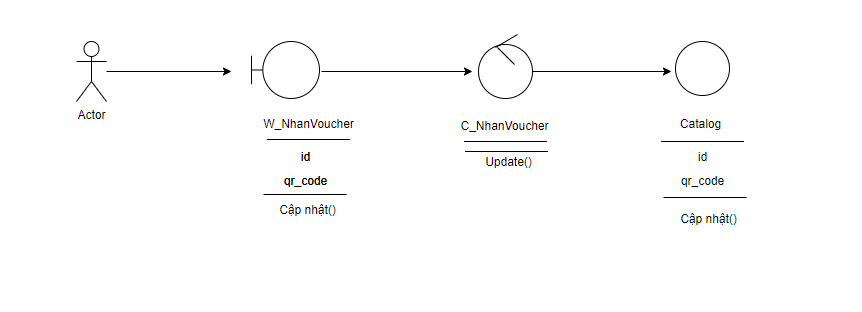 Actor
W_NhanVoucher
id
qr_code
Cập nhật()
C_NhanVoucher
Update()
Catalog
id
qr_code
Cập nhật()